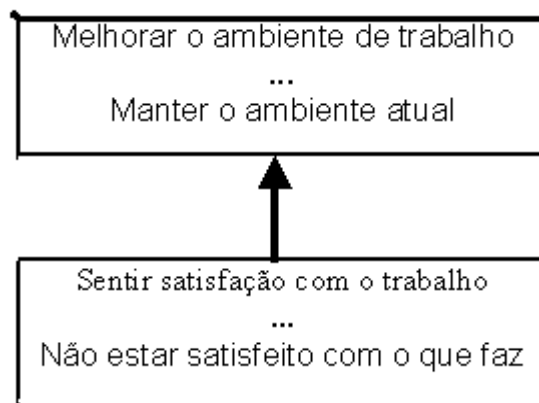 Melhorar o ambiente de trabalho
...
Manter o ambiente atual
Sentir satisfação com o trabalho
...
Não estar satisfeito com o que faz